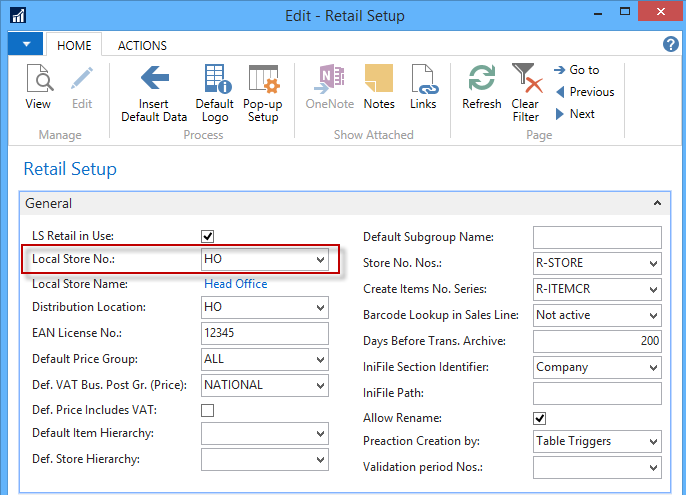 Edit - Retail Setup
HOME ACTIONS
View Edit Insert Default Data Default Logo Pop-up Setup OneNote Notes Links Refresh Clear Filter Go to
Previous
Next
Manage Process Show Attached Page
Retail Setup
General
LS Retail in Use:
Local Store No.: HO
Local Store Name: Head Office
Distribution Location: HO
EAN License No.: 12345
Default Price Group: ALL
Def. VAT Bus. Post Gr. (Price): NATIONAL
Def. Price Includes VAT:
Default Item Hierarchy:
Def. Store Hierarchy:
Default Subgroup Name:
Store No. Nos.: R-STORE
Create Items No. Series: R-ITEMCR
Barcode Lookup in Sales Line: Not active
Days Before Trans. Archive: 200
IniFile Section Identifier: Company
IniFile Path:
Allow Rename:
Preaction Creation by: Table Triggers
Validation period Nos.: